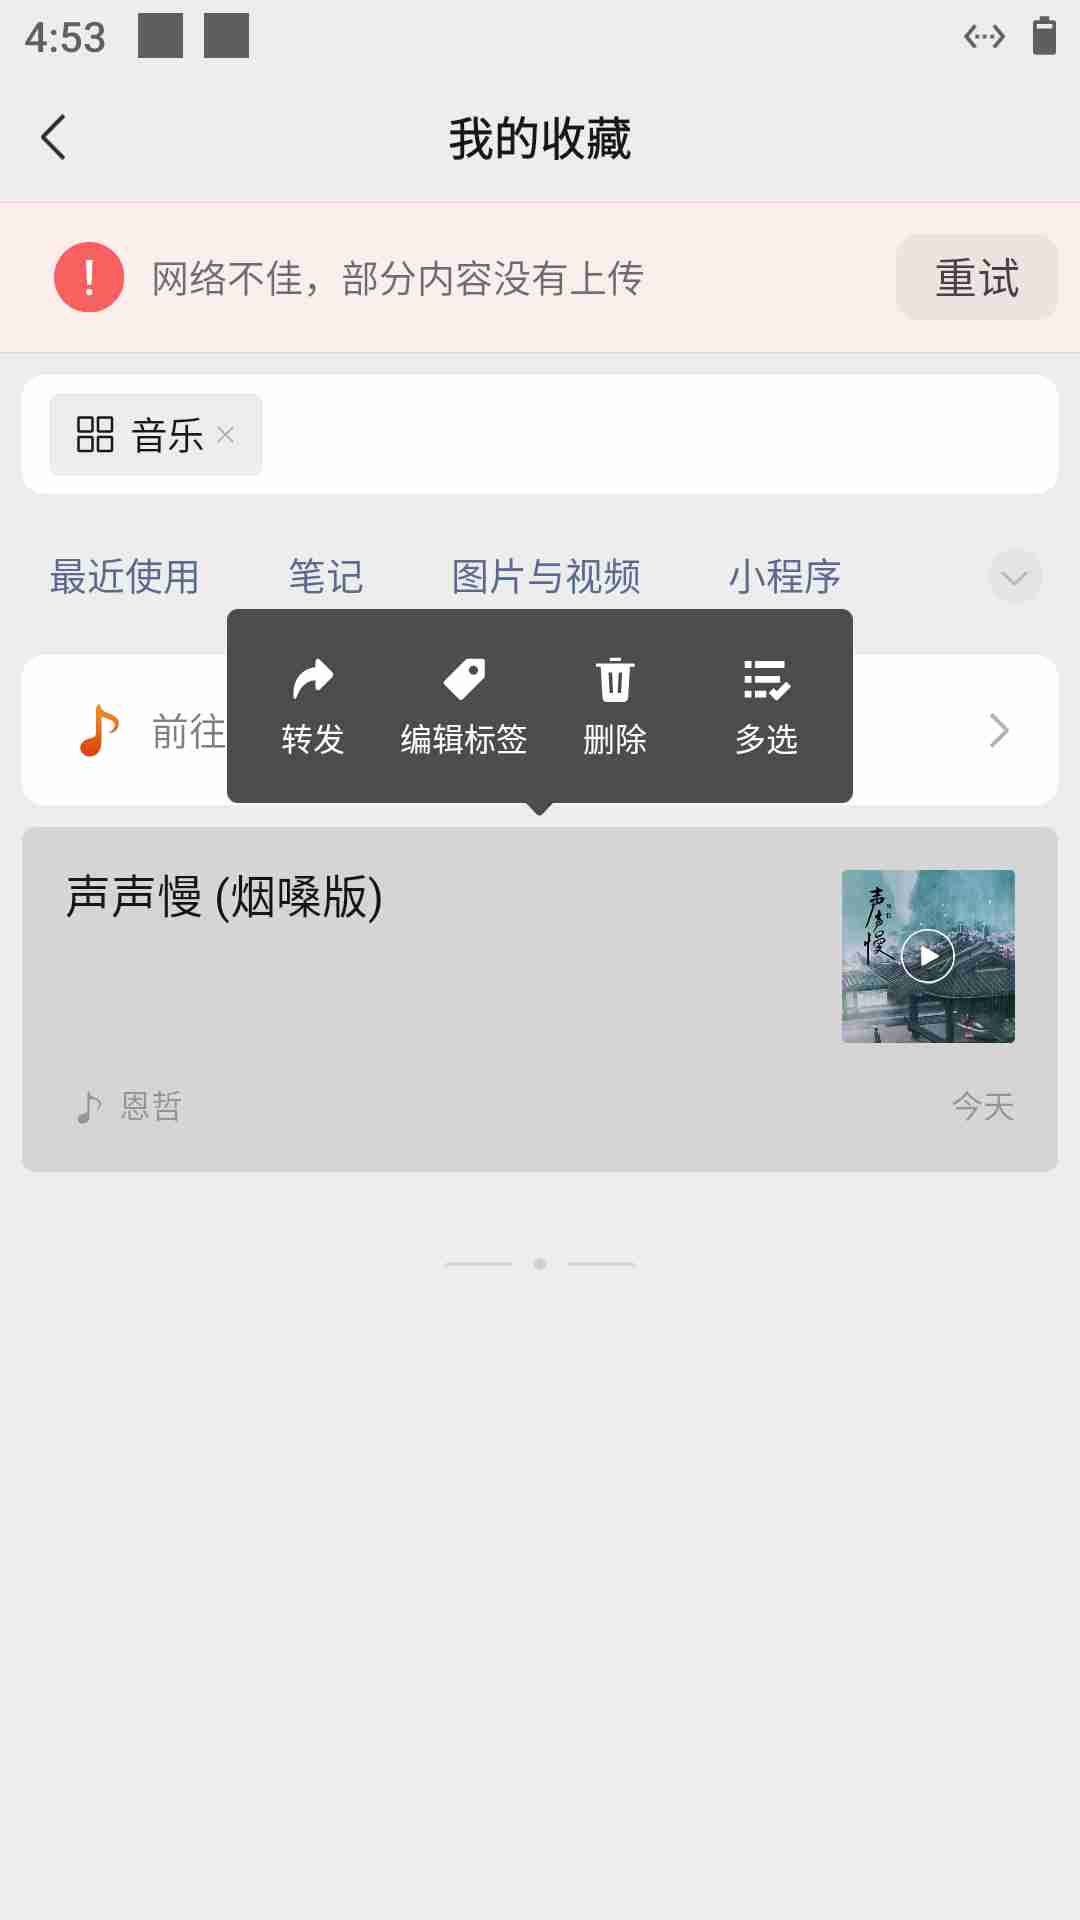 4:53
我的收藏
网络不佳，部分内容没有上传
重试
音乐
最近使用
笔记
图片与视频
小程序
转发
编辑标签
删除
多选
前往
声声慢 (烟嗓版)
声声慢
恩哲
今天